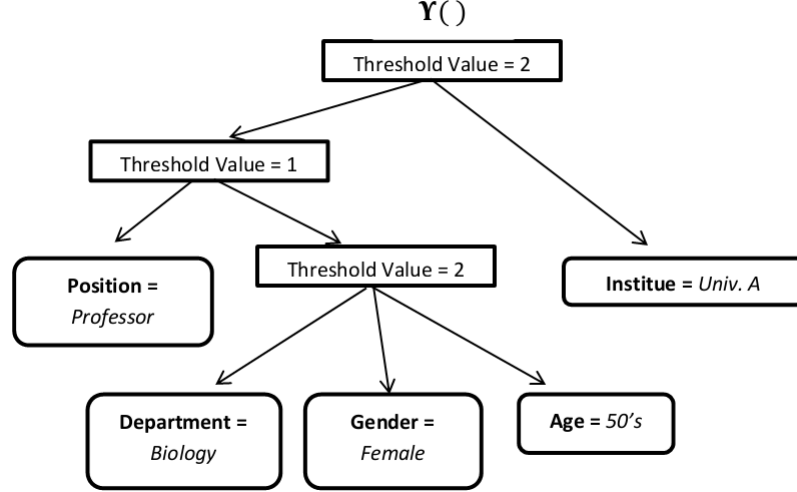 ϒ()
Threshold Value = 2
Threshold Value = 1
Threshold Value = 2
Position =
Professor
Institue = Univ. A
Department =
Biology
Gender =
Female
Age = 50’s